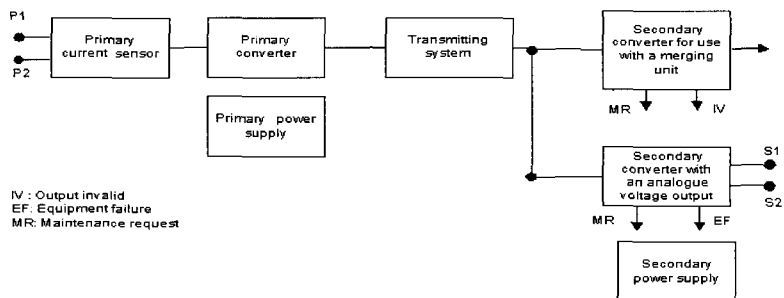 P1
P2
Primary
current sensor
Primary
converter
Transmitting
system
Secondary
converter for use
with a merging
unit
MR
IV
Primary power
supply
Secondary
converter with
an analogue
voltage output
S1
S2
MR
EF
Secondary
power supply
IV : Output invalid
EF: Equipment failure
MR: Maintenance request